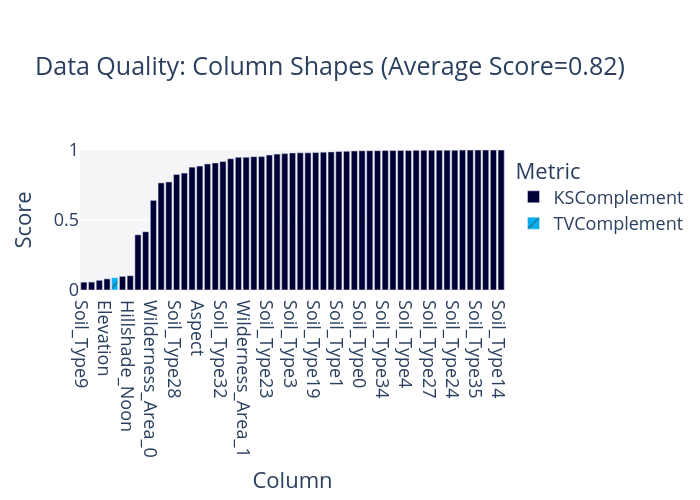 Data Quality: Column Shapes (Average Score=0.82)
1
0.5
0
Score
Metric
KSComplement
TVComplement
Soil_Type9
Elevation
Hillshade_Noon
Wilderness_Area_0
Soil_Type28
Aspect
Soil_Type32
Wilderness_Area_1
Soil_Type23
Soil_Type3
Soil_Type19
Soil_Type1
Soil_Type0
Soil_Type34
Soil_Type4
Soil_Type27
Soil_Type24
Soil_Type35
Soil_Type14
Column